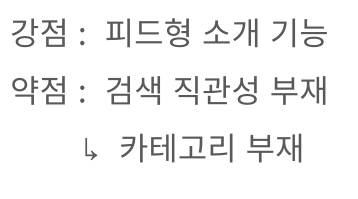 강점 : 피드형 소개 기능
약점 : 검색 직관성 부재
↳ 카테고리 부재